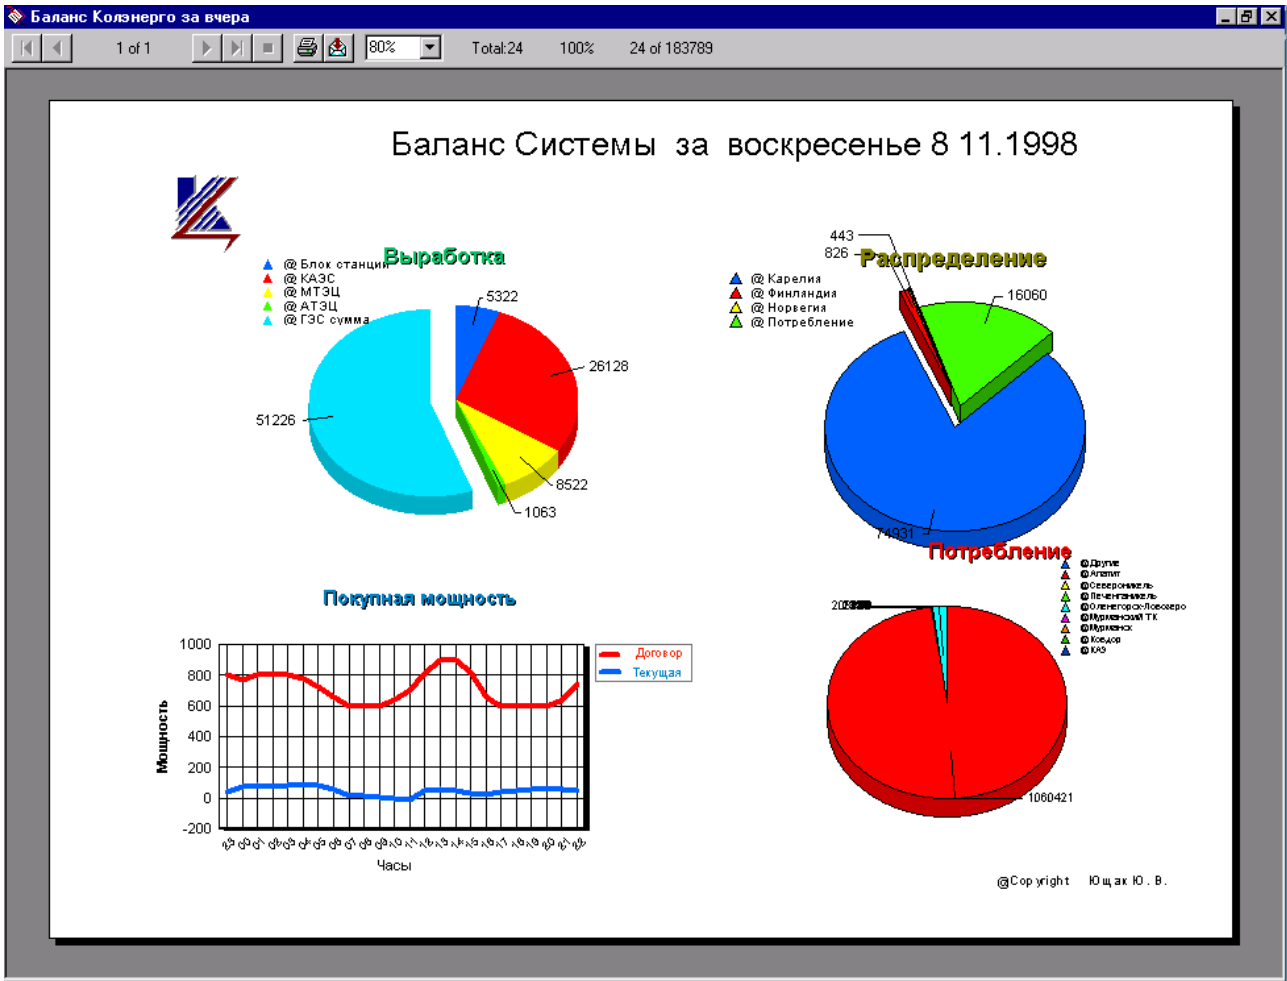 Баланс Колэнерго за вчера
1 of 1
80%
Total:24
100%
24 of 183789
Баланс Системы за воскресенье 8 11.1998
Выработка
@ Блок станции
@ КАЭС
@ МТЭЦ
@ АТЭЦ
@ ГЭС сумма
5322
26128
51226
8522
1063
Распределение
443
826
@ Карелия
@ Финляндия
@ Норвегия
@ Потребление
16060
74931
Потребление
@Другие
@Апатит
@Североникель
@Печенганикель
@Оленегорск-Ловозеро
@Мурманский ТК
@Мурманск
@Ковдор
@КАЭ
1060421
Покупная мощность
1000
800
600
400
200
0
-200
Мощность
Договор
Текущая
23 00 01 02 03 04 05 06 07 08 09 10 11 12 13 14 15 16 17 18 19 20 21 22
Часы
@Copyright Ющак Ю. В.